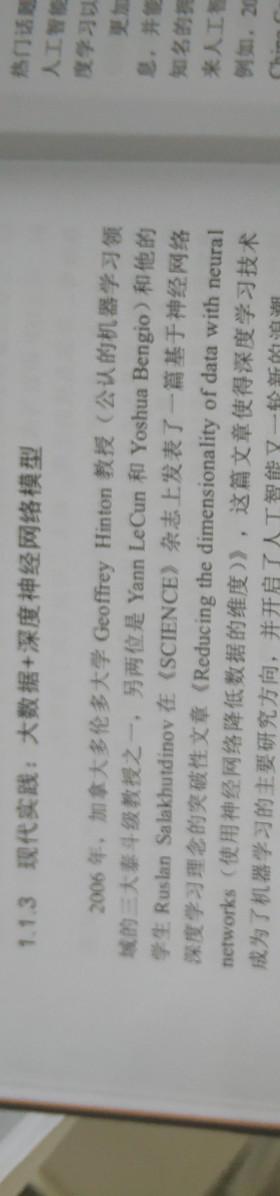 1.1.3 现代实践：大数据+深度神经网络模型
2006 年，加拿大多伦多大学 Geoffrey Hinton 教授（公认的机器学习领
域的三大泰斗级教授之一，另两位是 Yann LeCun 和 Yoshua Bengio）和他的
学生 Ruslan Salakhutdinov 在《SCIENCE》杂志上发表了一篇基于神经网络
深度学习理念的突破性文章《Reducing the dimensionality of data with neural
networks（使用神经网络降低数据的维度）》，这篇文章使得深度学习技术
成为了机器学习的主要研究方向，并开启了人工智能又一轮新的浪潮
热门话题
人工智能
度学习以
更加
息，并能
知名的
来人工智
例如，20